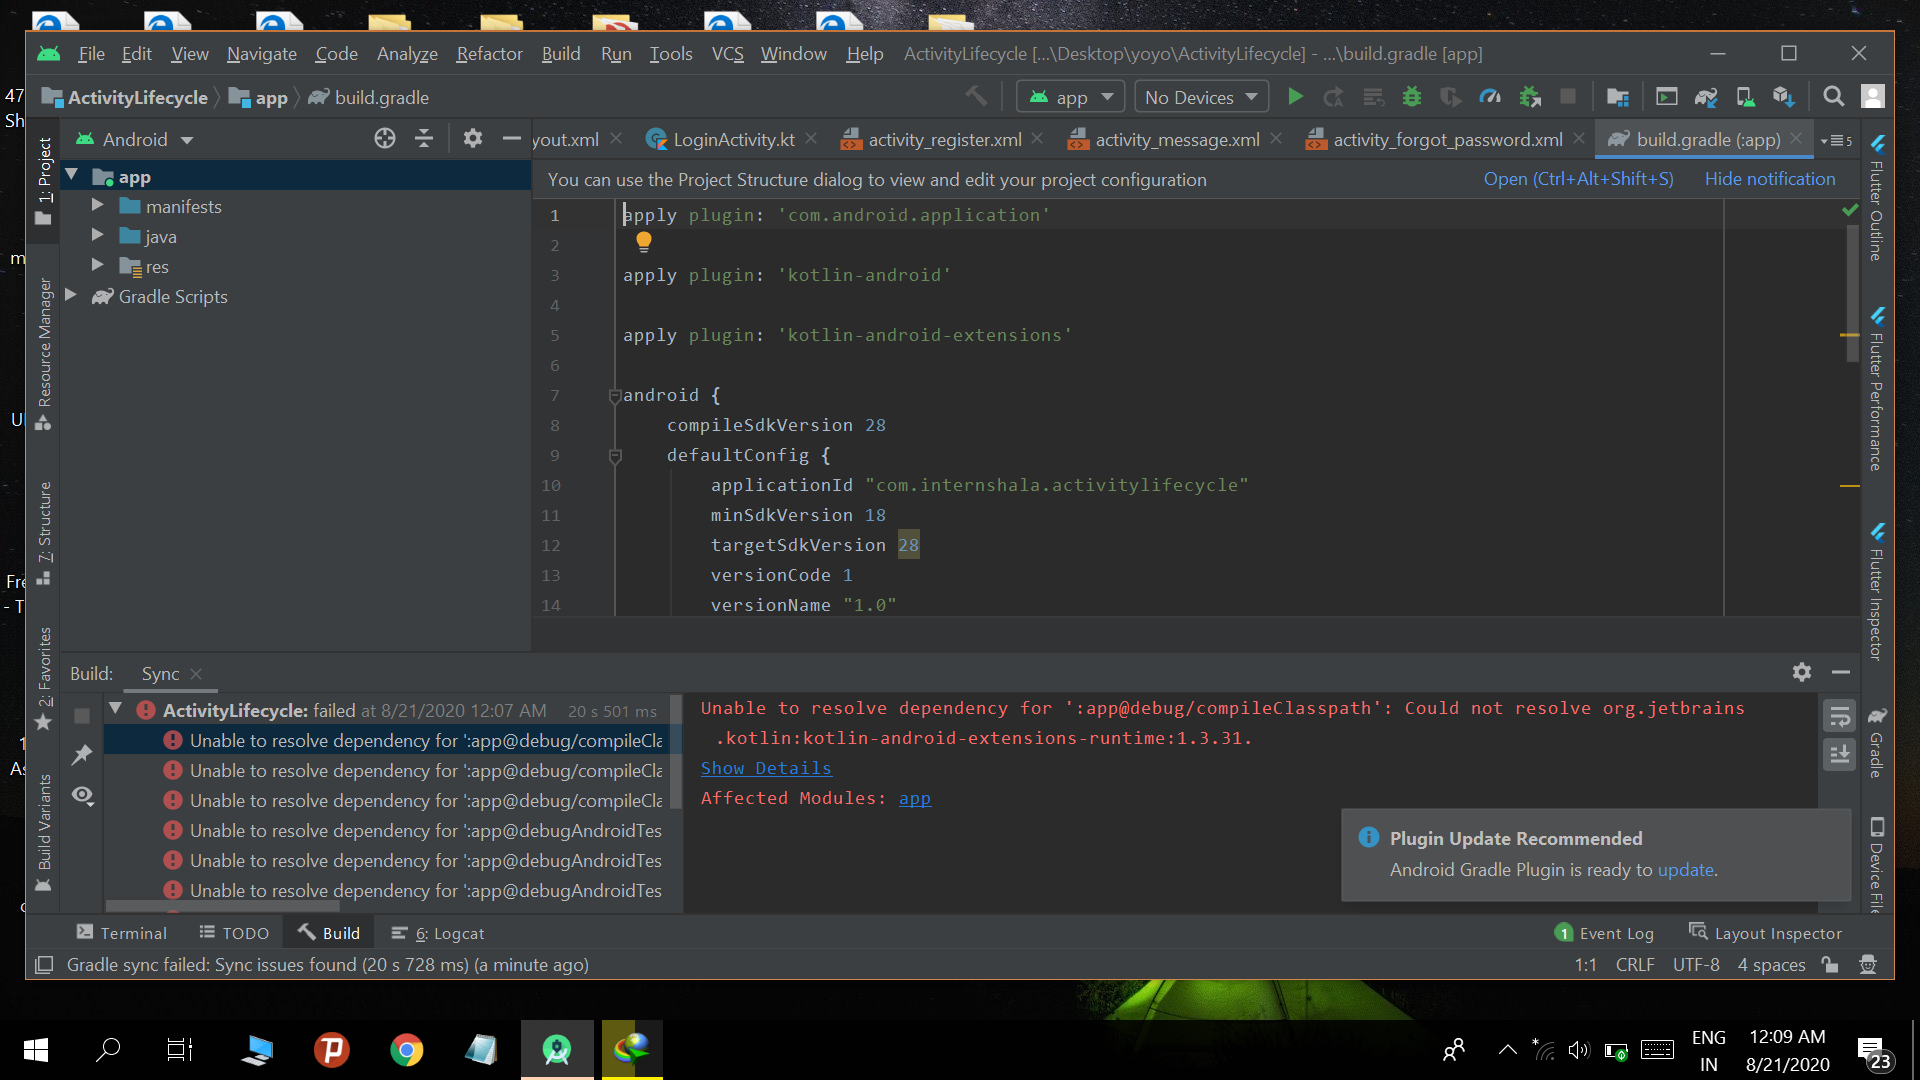 File Edit View Navigate Code Analyze Refactor Build Run Tools VCS Window Help ActivityLifecycle [...\Desktop\yoyo\ActivityLifecycle] - ...\build.gradle [app]
47
Sh
ActivityLifecycle app build.gradle
app No Devices
Android
yout.xml LoginActivity.kt activity_register.xml activity_message.xml activity_forgot_password.xml build.gradle (:app) 5
You can use the Project Structure dialog to view and edit your project configuration Open (Ctrl+Alt+Shift+S) Hide notification
app
manifests
java
res
Gradle Scripts
1: Project
Resource Manager
7: Structure
2: Favorites
Build Variants
m
Fre
- T
1 apply plugin: 'com.android.application'
2
3 apply plugin: 'kotlin-android'
4
5 apply plugin: 'kotlin-android-extensions'
6
7 android {
8 compileSdkVersion 28
9 defaultConfig {
10 applicationId "com.internshala.activitylifecycle"
11 minSdkVersion 18
12 targetSdkVersion 28
13 versionCode 1
14 versionName "1.0"
Flutter Outline
Flutter Performance
Flutter Inspector
Gradle
Device File
Build: Sync
ActivityLifecycle: failed at 8/21/2020 12:07 AM 20 s 501 ms
Unable to resolve dependency for ':app@debug/compileCla
Unable to resolve dependency for ':app@debug/compileCla
Unable to resolve dependency for ':app@debug/compileCla
Unable to resolve dependency for ':app@debugAndroidTes
Unable to resolve dependency for ':app@debugAndroidTes
Unable to resolve dependency for ':app@debugAndroidTes
Unable to resolve dependency for ':app@debug/compileClasspath': Could not resolve org.jetbrains
.kotlin:kotlin-android-extensions-runtime:1.3.31.
Show Details
Affected Modules: app
Plugin Update Recommended
Android Gradle Plugin is ready to update.
Terminal TODO Build 6: Logcat 1 Event Log Layout Inspector
Gradle sync failed: Sync issues found (20 s 728 ms) (a minute ago) 1:1 CRLF UTF-8 4 spaces
ENG
IN
12:09 AM
8/21/2020
23